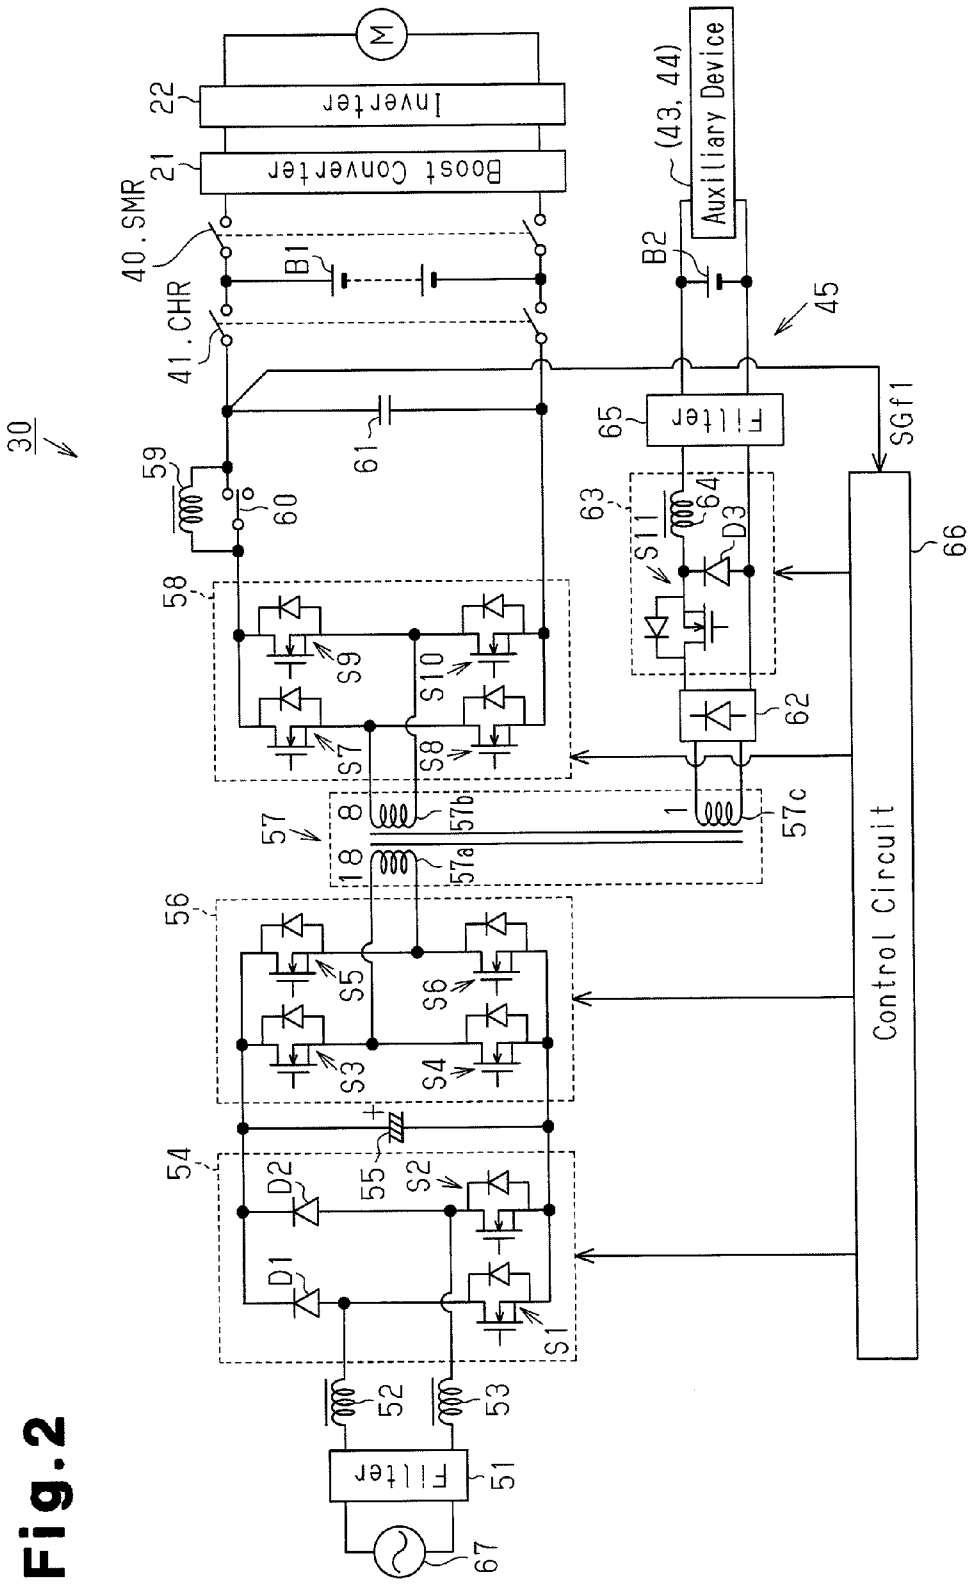 Fig.2
30
54
56
58
59
60
40.SMR
41.CHR
21
22
Boost Converter
Inverter
M
B1
61
D1
D2
S1
S2
55
+
S3
S4
S5
S6
57
18
8
57a
57b
1
57c
S7
S8
S9
S10
67
Fillter
51
52
53
62
63
S11
64
D3
65
Fillter
B2
45
(43, 44)
Auxiliary Device
SGf1
Control Circuit
66